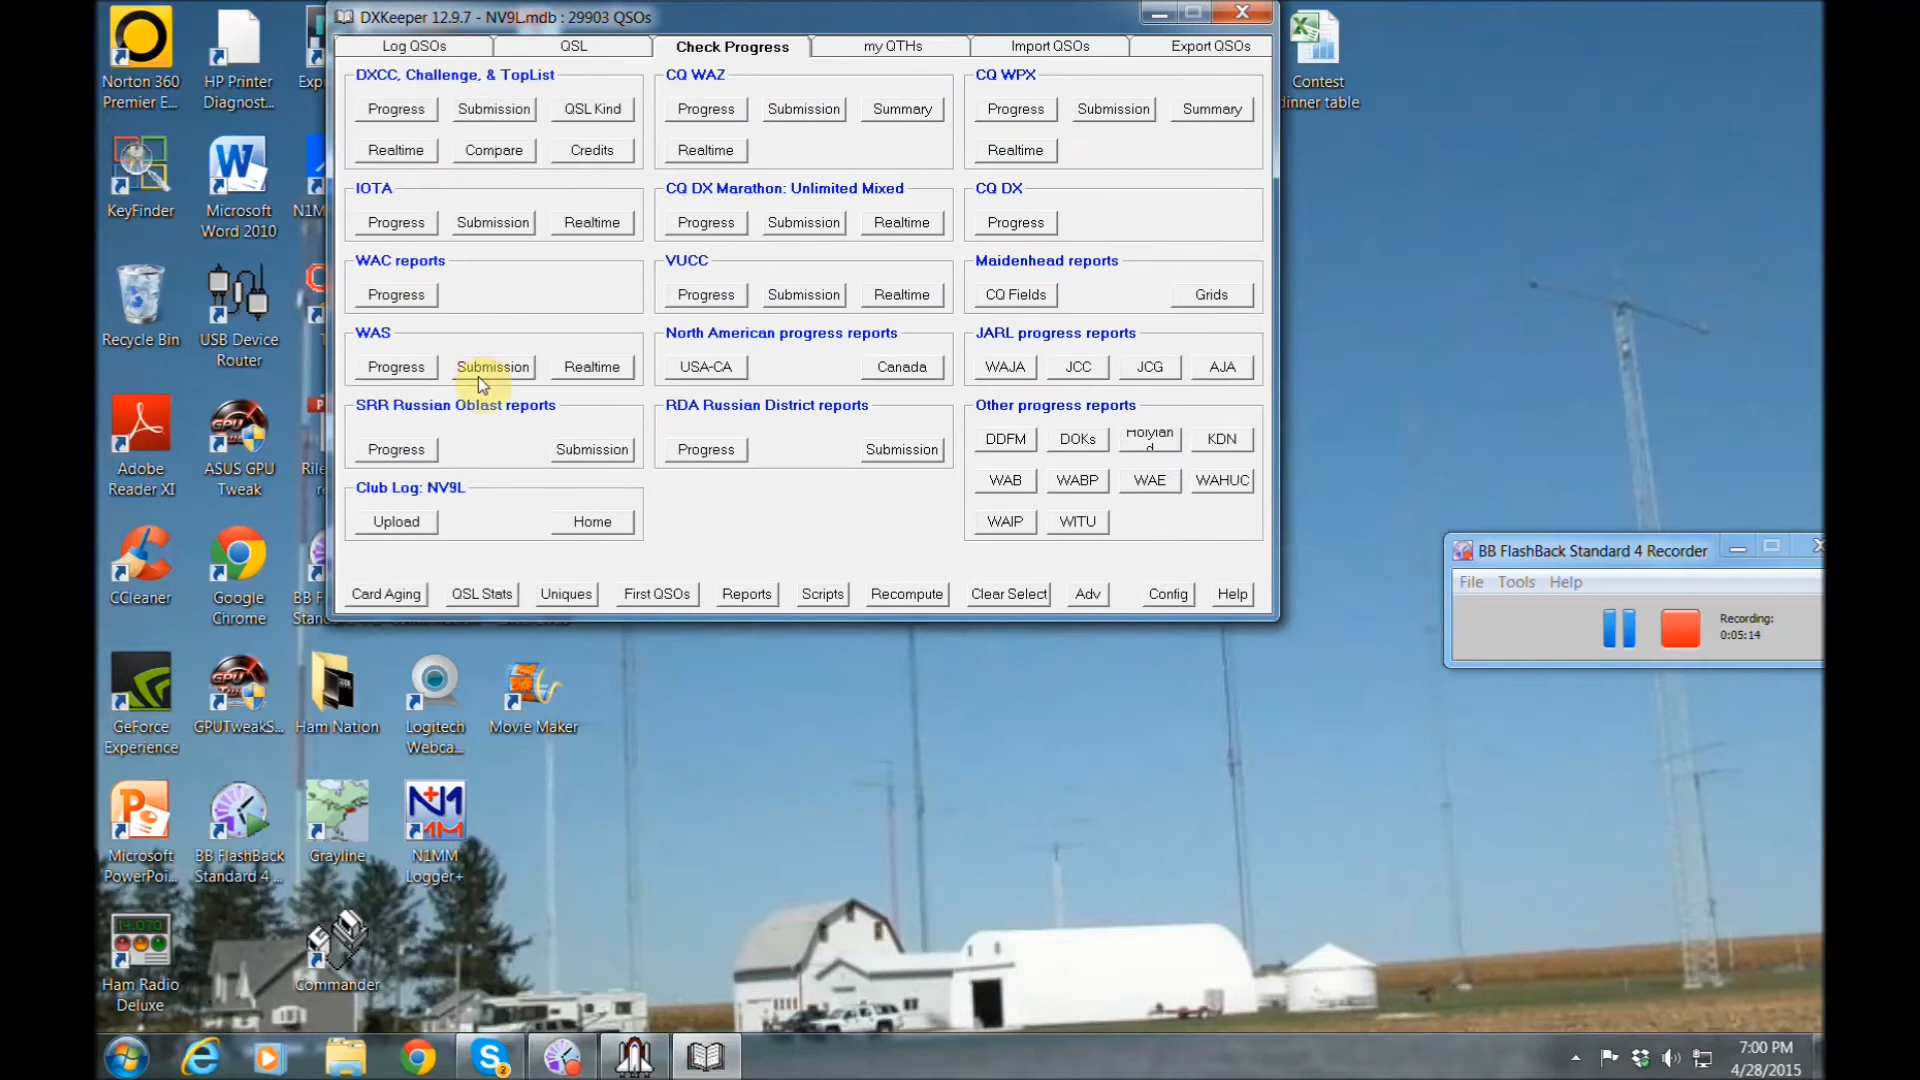 DXKeeper 12.9.7 - NV9L.mdb : 29903 QSOs
Log QSOs
QSL
Check Progress
my QTHs
Import QSOs
Export QSOs
DXCC, Challenge, & TopList
Progress
Submission
QSL Kind
Realtime
Compare
Credits
CQ WAZ
Progress
Submission
Summary
Realtime
CQ WPX
Progress
Submission
Summary
Realtime
IOTA
Progress
Submission
Realtime
CQ DX Marathon: Unlimited Mixed
Progress
Submission
Realtime
CQ DX
Progress
WAC reports
Progress
VUCC
Progress
Submission
Realtime
Maidenhead reports
CQ Fields
Grids
WAS
Progress
Submission
Realtime
North American progress reports
USA-CA
Canada
JARL progress reports
WAJA
JCC
JCG
AJA
SRR Russian Oblast reports
Progress
Submission
RDA Russian District reports
Progress
Submission
Other progress reports
DDFM
DOKs
Holylan
d
KDN
WAB
WABP
WAE
WAHUC
WAIP
WITU
Club Log: NV9L
Upload
Home
Card Aging
QSL Stats
Uniques
First QSOs
Reports
Scripts
Recompute
Clear Select
Adv
Config
Help
Norton 360
Premier E...
HP Printer
Diagnost...
Exp
KeyFinder
Microsoft
Word 2010
N1M
Recycle Bin
USB Device
Router
T
Adobe
Reader XI
ASUS GPU
Tweak
Rile
r
CCleaner
Google
Chrome
BB F
Stan
GeForce
Experience
GPUTweakS...
Ham Nation
Logitech
Webca...
Movie Maker
Microsoft
PowerPoi...
BB FlashBack
Standard 4 ...
Grayline
N1MM
Logger+
14.070
Ham Radio
Deluxe
Commander
Contest
dinner table
BB FlashBack Standard 4 Recorder
File
Tools
Help
Recording:
0:05:14
2
7:00 PM
4/28/2015